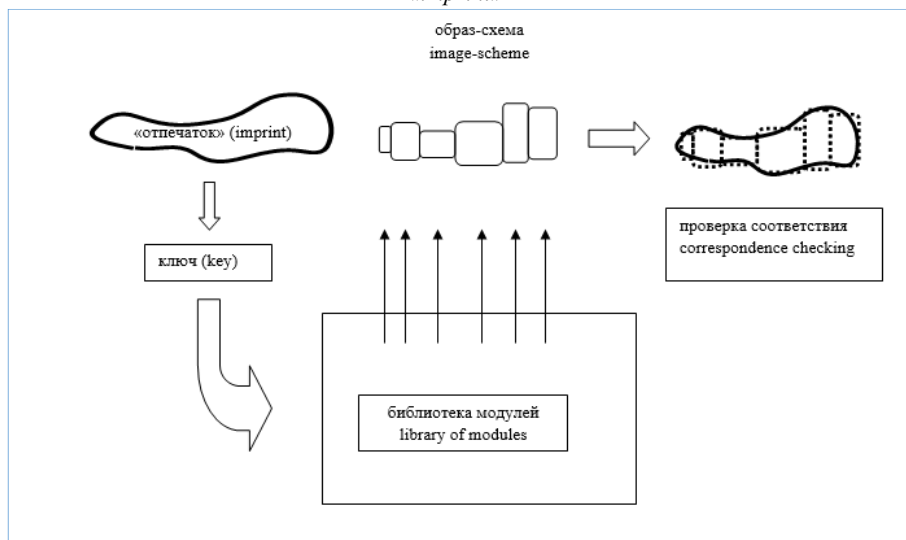 образ-схема
image-scheme
«отпечаток» (imprint)
ключ (key)
проверка соответствия
correspondence checking
библиотека модулей
library of modules